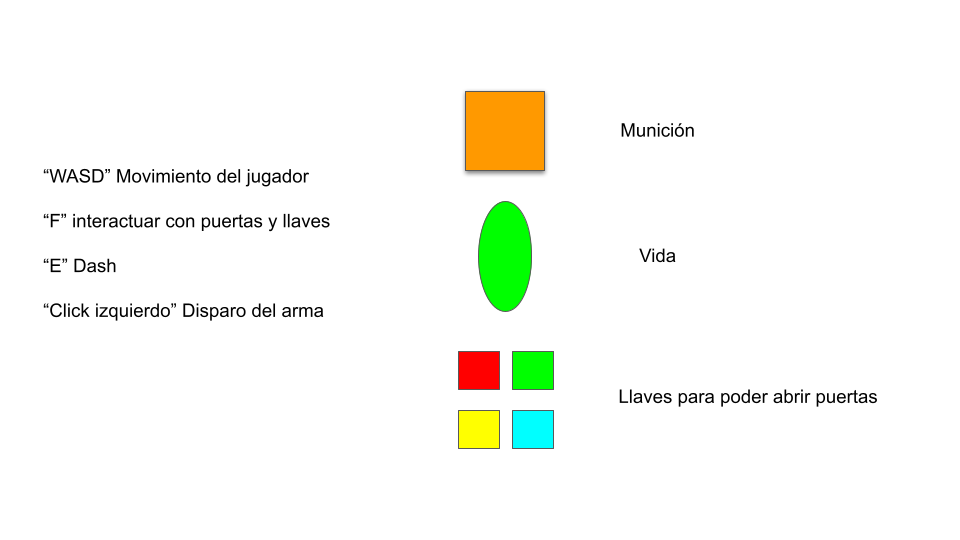 “WASD” Movimiento del jugador
“F” interactuar con puertas y llaves
“E” Dash
“Click izquierdo” Disparo del arma
Munición
Vida
Llaves para poder abrir puertas